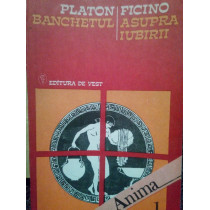 PLATON
BANCHETUL
FICINO
ASUPRA
IUBIRII
EDITURA DE VEST
Anima
1